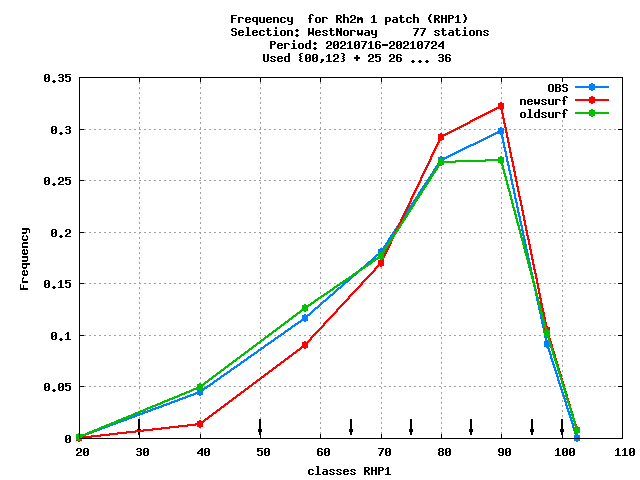 Frequency  for Rh2m 1 patch (RHP1)
Selection: WestNorway     77 stations
Period: 20210716-20210724
Used {00,12} + 25 26 ... 36
OBS
newsurf
oldsurf
0.35
0.3
0.25
0.2
0.15
0.1
0.05
0
Frequency
20 30 40 50 60 70 80 90 100 110
classes RHP1